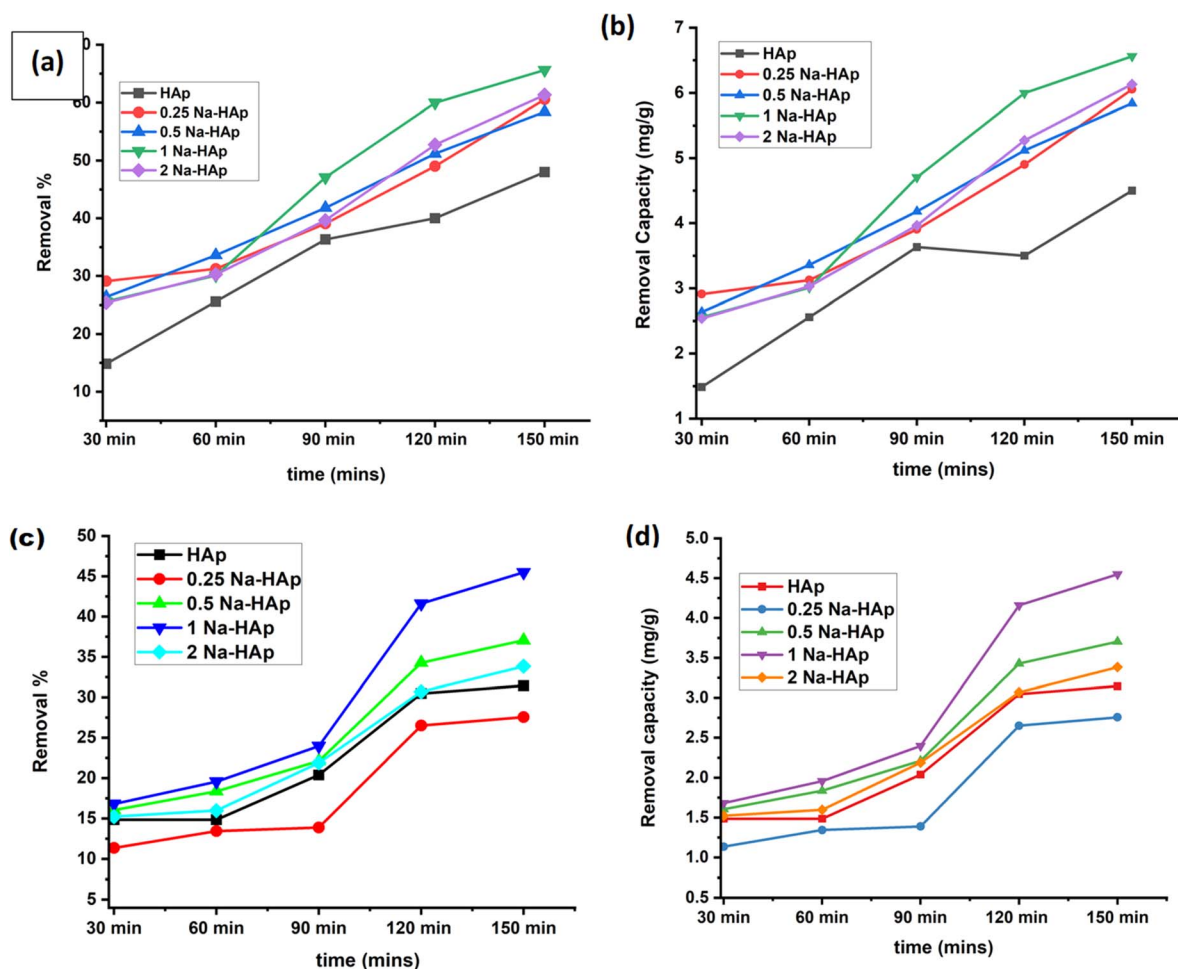 (a)
Removal %
0
60
50
40
30
20
10
HAp
0.25 Na-HAp
0.5 Na-HAp
1 Na-HAp
2 Na-HAp
30 min 60 min 90 min 120 min 150 min
time (mins)
(b)
Removal Capacity (mg/g)
7
6
5
4
3
2
1
HAp
0.25 Na-HAp
0.5 Na-HAp
1 Na-HAp
2 Na-HAp
30 min 60 min 90 min 120 min 150 min
time (mins)
(c)
Removal %
50
45
40
35
30
25
20
15
10
5
HAp
0.25 Na-HAp
0.5 Na-HAp
1 Na-HAp
2 Na-HAp
30 min 60 min 90 min 120 min 150 min
time (mins)
(d)
Removal capacity (mg/g)
5.0
4.5
4.0
3.5
3.0
2.5
2.0
1.5
1.0
0.5
HAp
0.25 Na-HAp
0.5 Na-HAp
1 Na-HAp
2 Na-HAp
30 min 60 min 90 min 120 min 150 min
time (mins)